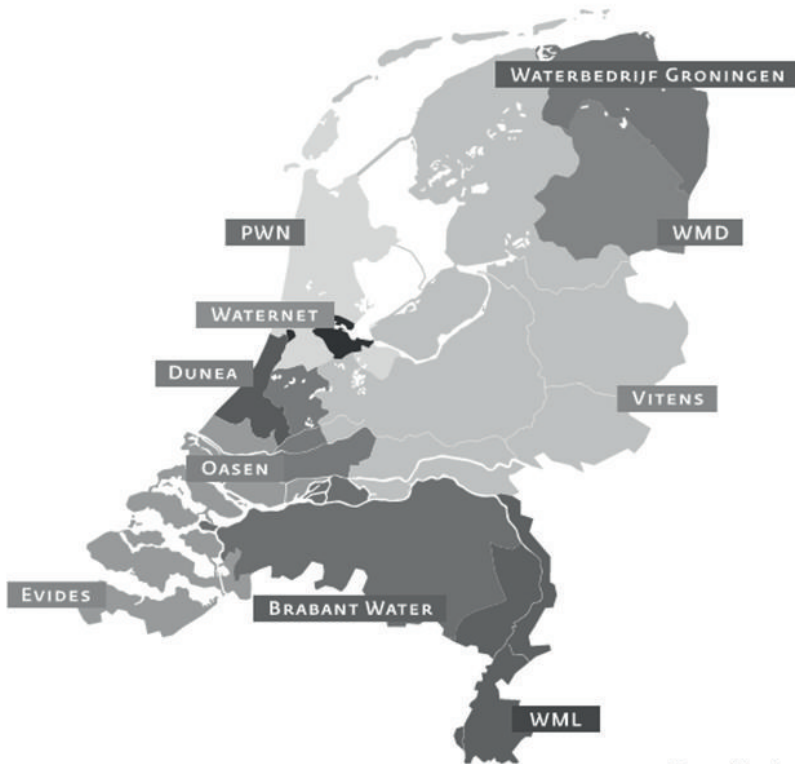 WATERBEDRIJF GRONINGEN
PWN
WMD
WATERNET
DUNEA
VITENS
OASEN
EVIDES
BRABANT WATER
WML